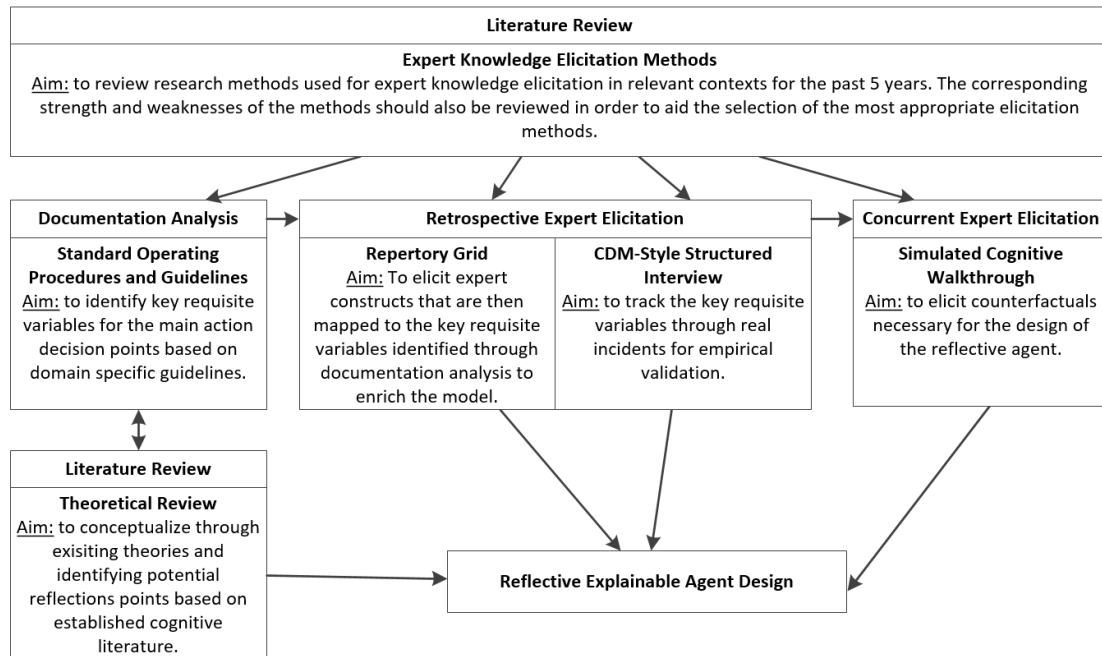 Literature Review
Expert Knowledge Elicitation Methods
Aim: to review research methods used for expert knowledge elicitation in relevant contexts for the past 5 years. The corresponding
strength and weaknesses of the methods should also be reviewed in order to aid the selection of the most appropriate elicitation
methods.
Documentation Analysis
Standard Operating
Procedures and Guidelines
Aim: to identify key requisite
variables for the main action
decision points based on
domain specific guidelines.
Retrospective Expert Elicitation
Repertory Grid
Aim: To elicit expert
constructs that are then
mapped to the key requisite
variables identified through
documentation analysis to
enrich the model.
CDM-Style Structured
Interview
Aim: to track the key requisite
variables through real
incidents for empirical
validation.
Concurrent Expert Elicitation
Simulated Cognitive
Walkthrough
Aim: to elicit counterfactuals
necessary for the design of
the reflective agent.
Literature Review
Theoretical Review
Aim: to conceptualize through
exisiting theories and
identifying potential
reflections points based on
established cognitive
literature.
Reflective Explainable Agent Design